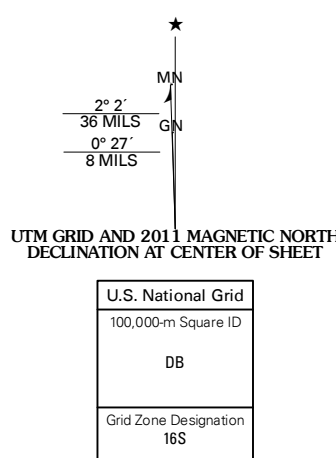 ★
MN
2° 2´
36 MILS
GN
0° 27´
8 MILS
UTM GRID AND 2011 MAGNETIC NORTH
DECLINATION AT CENTER OF SHEET
U.S. National Grid
100,000-m Square ID
DB
Grid Zone Designation
16S